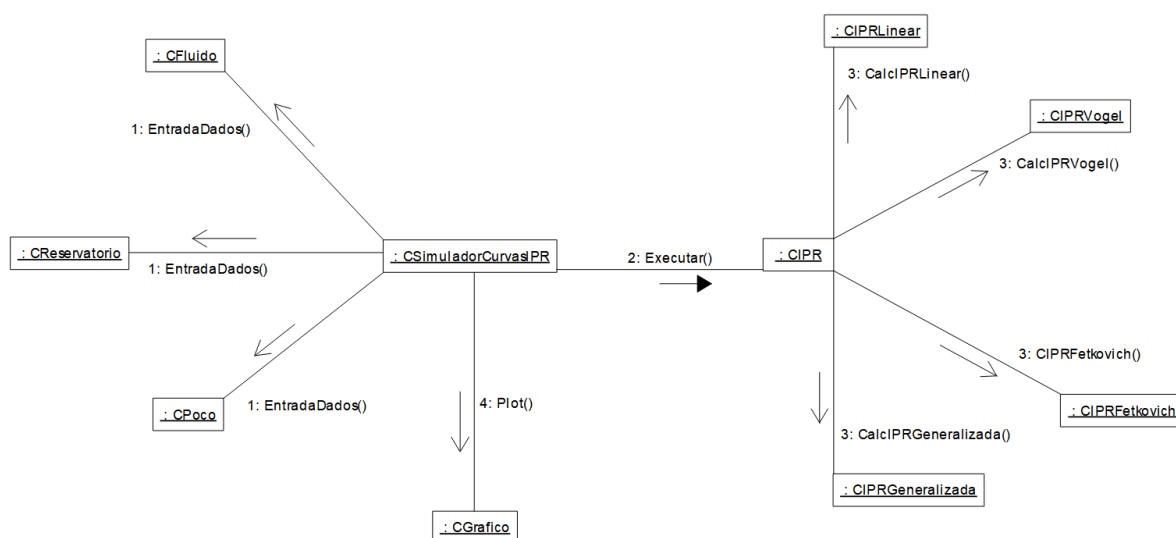 : CIPRLinear
: CFluido
3: CalcIPRLinear()
: CIPRVogel
1: EntradaDados()
3: CalcIPRVogel()
: CReservatorio
: CSimuladorCurvasIPR
2: Executar()
: CIPR
1: EntradaDados()
3: CIPRFetkovich()
: CPoco
1: EntradaDados()
4: Plot()
: CIPRFetkovich
3: CalcIPRGeneralizada()
: CIPRGeneralizada
: CGrafico